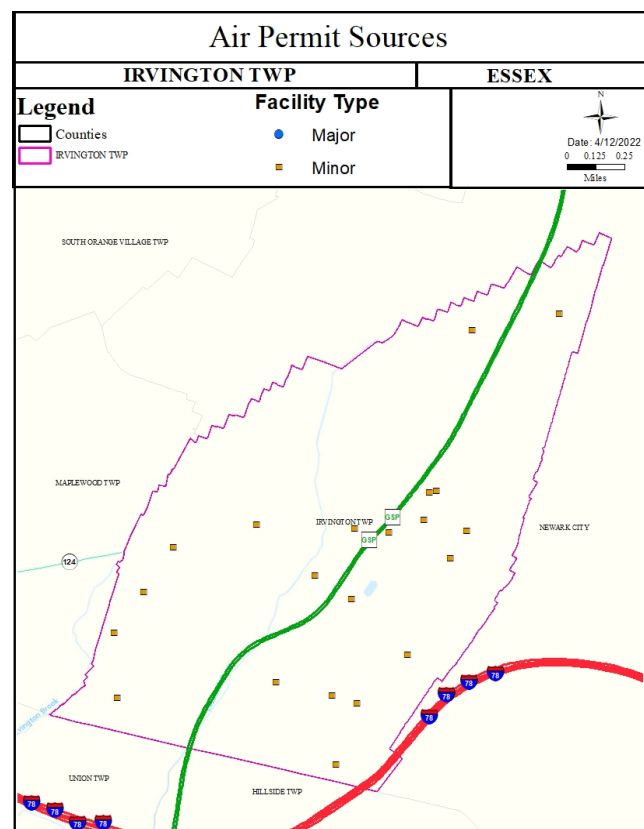 Air Permit Sources
IRVINGTON TWP
ESSEX
Legend
Counties
IRVINGTON TWP
Facility Type
Major
Minor
N
Date: 4/12/2022
0 0.125 0.25
Miles
SOUTH ORANGE VILLAGE TWP
MAPLEWOOD TWP
124
IRVINGTON TWP
GSP
GSP
NEWARK CITY
78
78
78
78
Brook
UNION TWP
HILLSIDE TWP
78
78
78
78